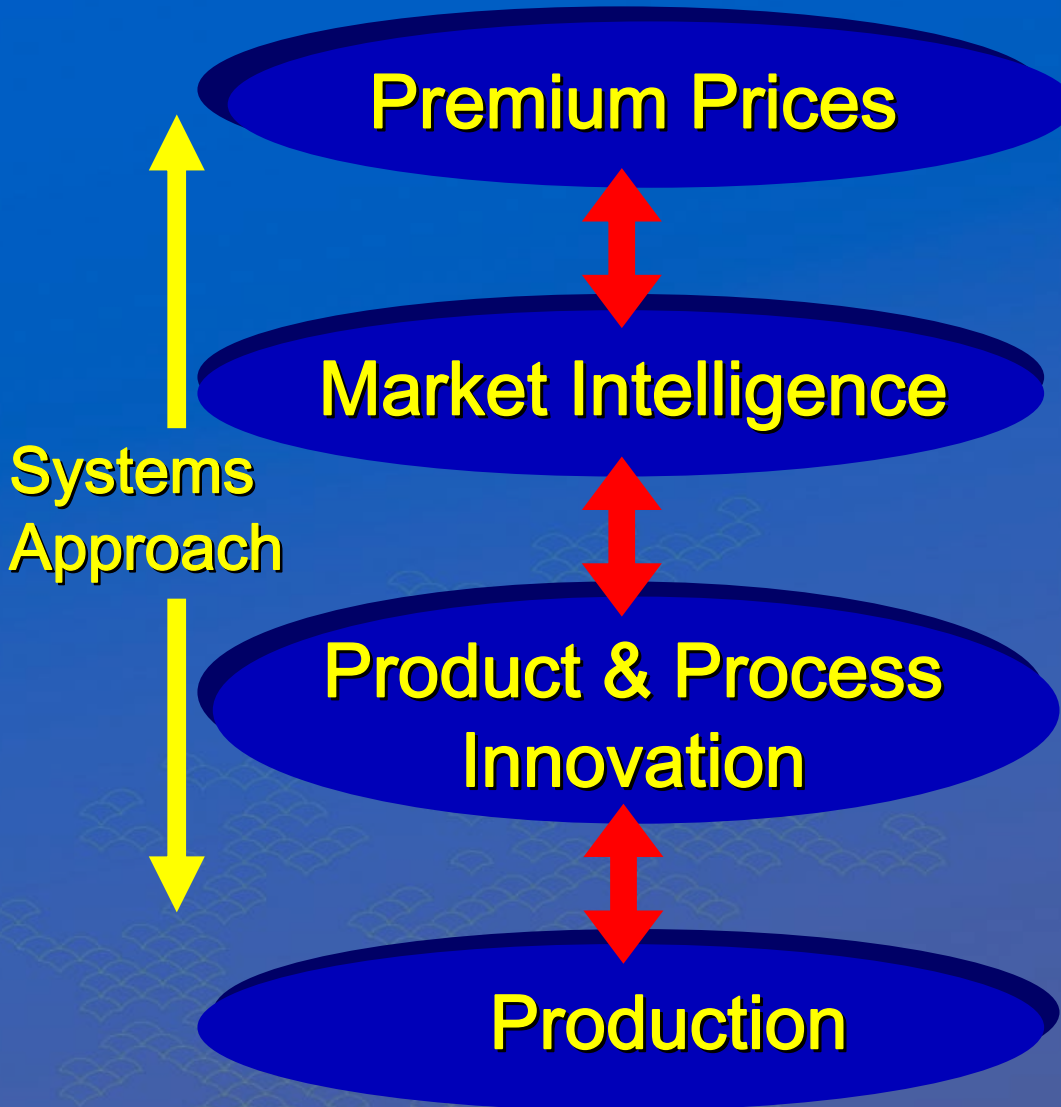 Premium Prices
Market Intelligence
Systems
Approach
Product & Process
Innovation
Production